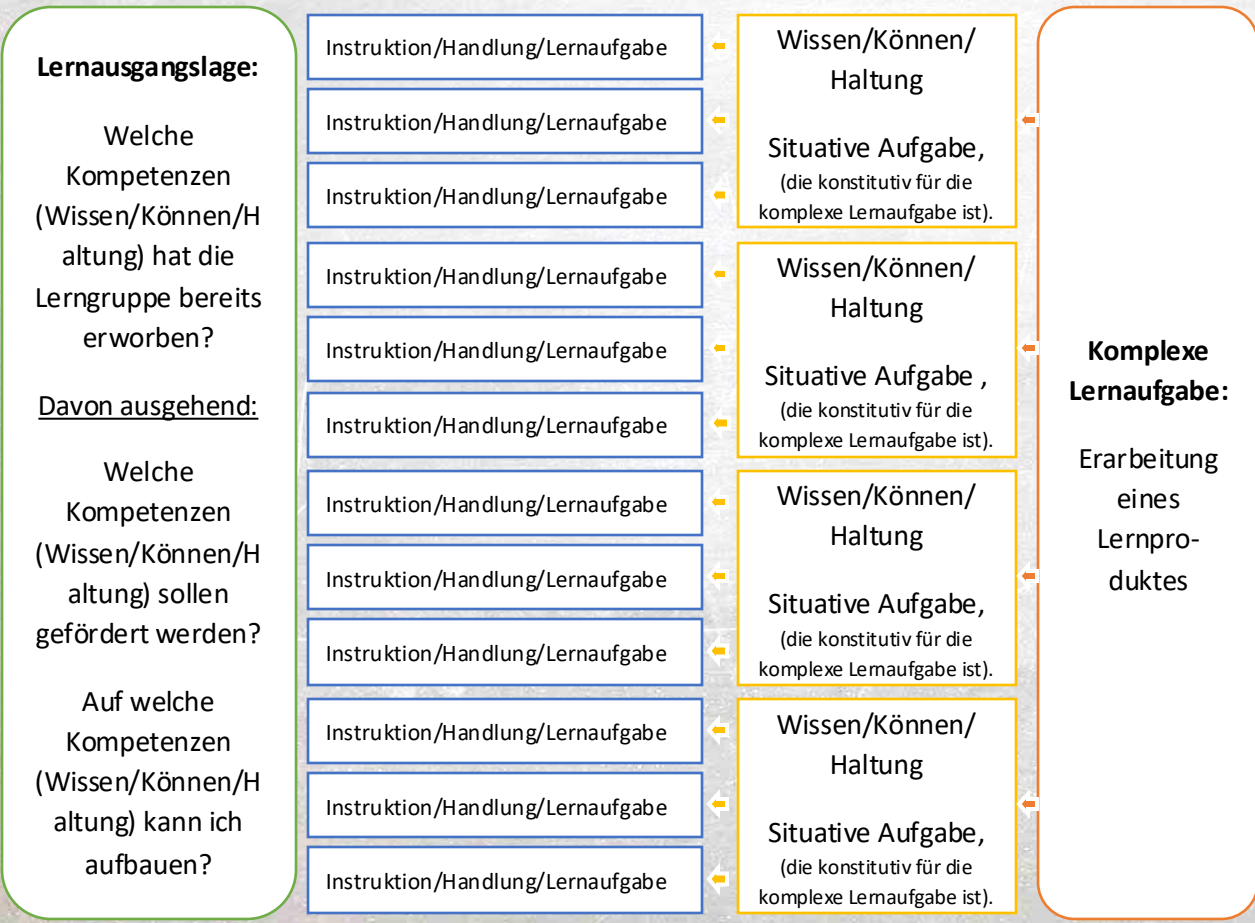 Lernausgangslage:
Welche
Kompetenzen
(Wissen/Können/H
altung) hat die
Lerngruppe bereits
erworben?
Davon ausgehend:
Welche
Kompetenzen
(Wissen/Können/H
altung) sollen
gefördert werden?
Auf welche
Kompetenzen
(Wissen/Können/H
altung) kann ich
aufbauen?
Instruktion/Handlung/Lernaufgabe
Instruktion/Handlung/Lernaufgabe
Instruktion/Handlung/Lernaufgabe
Instruktion/Handlung/Lernaufgabe
Instruktion/Handlung/Lernaufgabe
Instruktion/Handlung/Lernaufgabe
Instruktion/Handlung/Lernaufgabe
Instruktion/Handlung/Lernaufgabe
Instruktion/Handlung/Lernaufgabe
Instruktion/Handlung/Lernaufgabe
Instruktion/Handlung/Lernaufgabe
Instruktion/Handlung/Lernaufgabe
Wissen/Können/
Haltung
Situative Aufgabe,
(die konstitutiv für die
komplexe Lernaufgabe ist).
Wissen/Können/
Haltung
Situative Aufgabe ,
(die konstitutiv für die
komplexe Lernaufgabe ist).
Wissen/Können/
Haltung
Situative Aufgabe,
(die konstitutiv für die
komplexe Lernaufgabe ist).
Wissen/Können/
Haltung
Situative Aufgabe,
(die konstitutiv für die
komplexe Lernaufgabe ist).
Komplexe
Lernaufgabe:
Erarbeitung
eines
Lernpro-
duktes